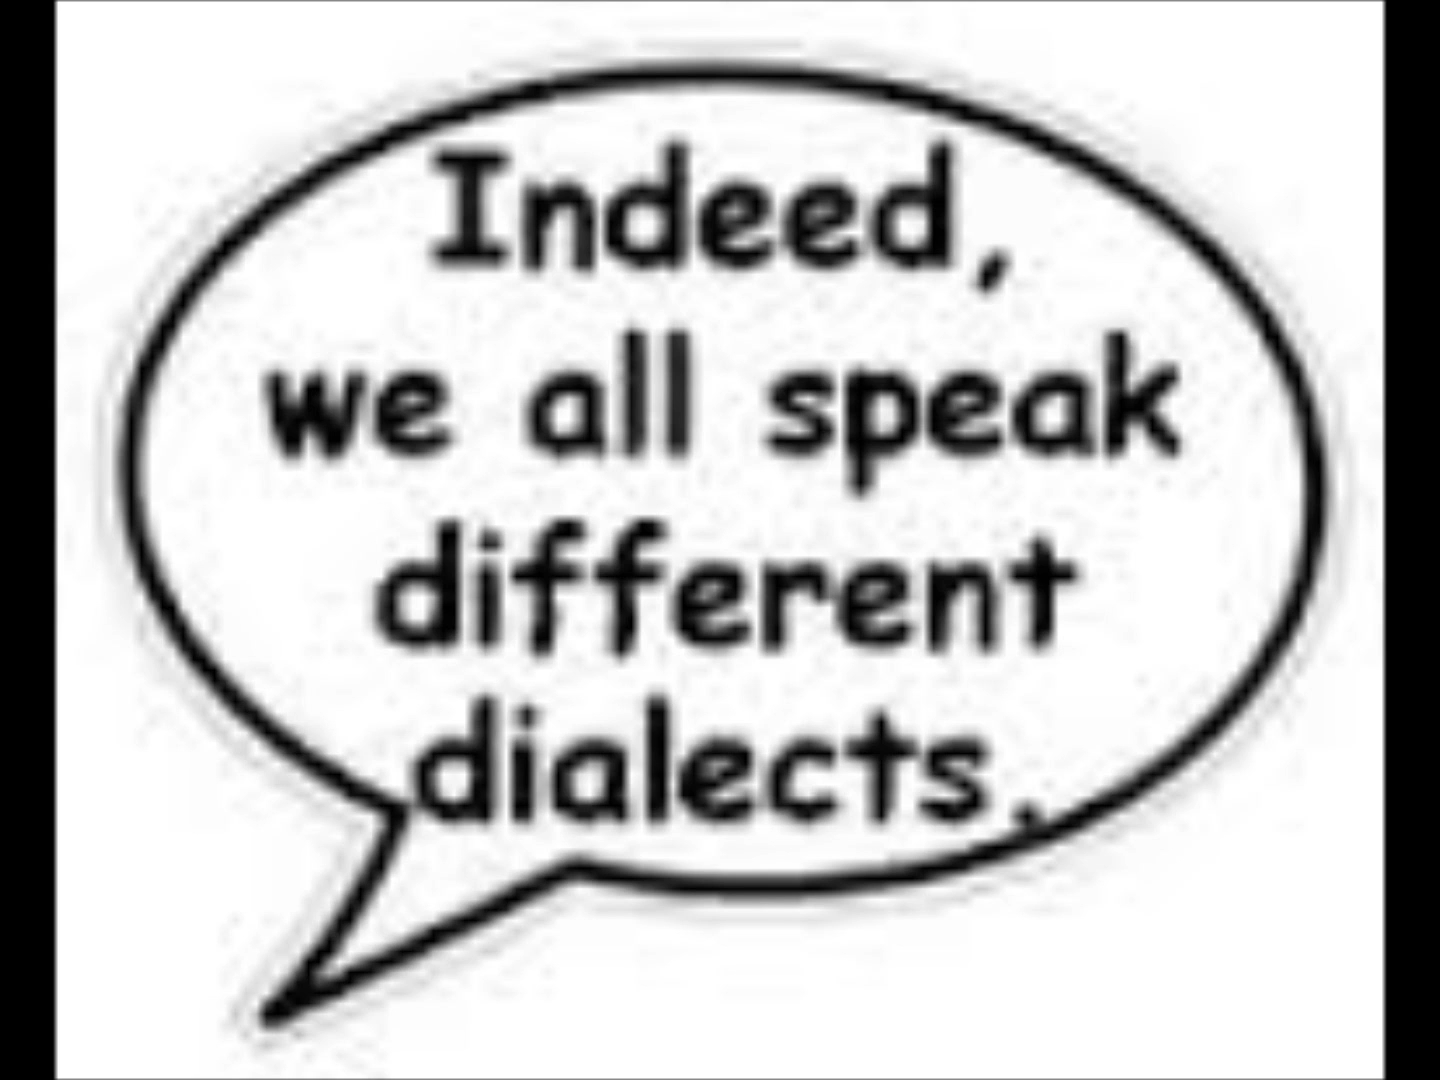 Indeed,
we all speak
different
dialects.